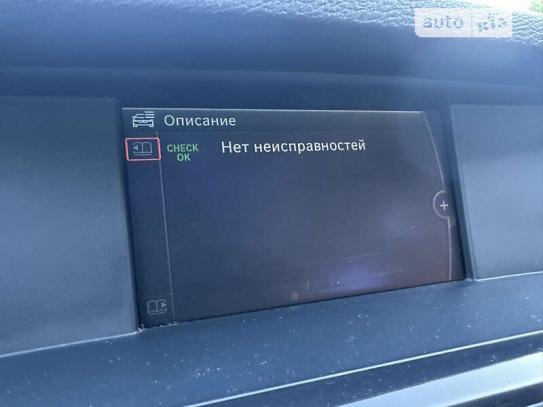 auto RIA
Описание
CHECK OK
Нет неисправностей